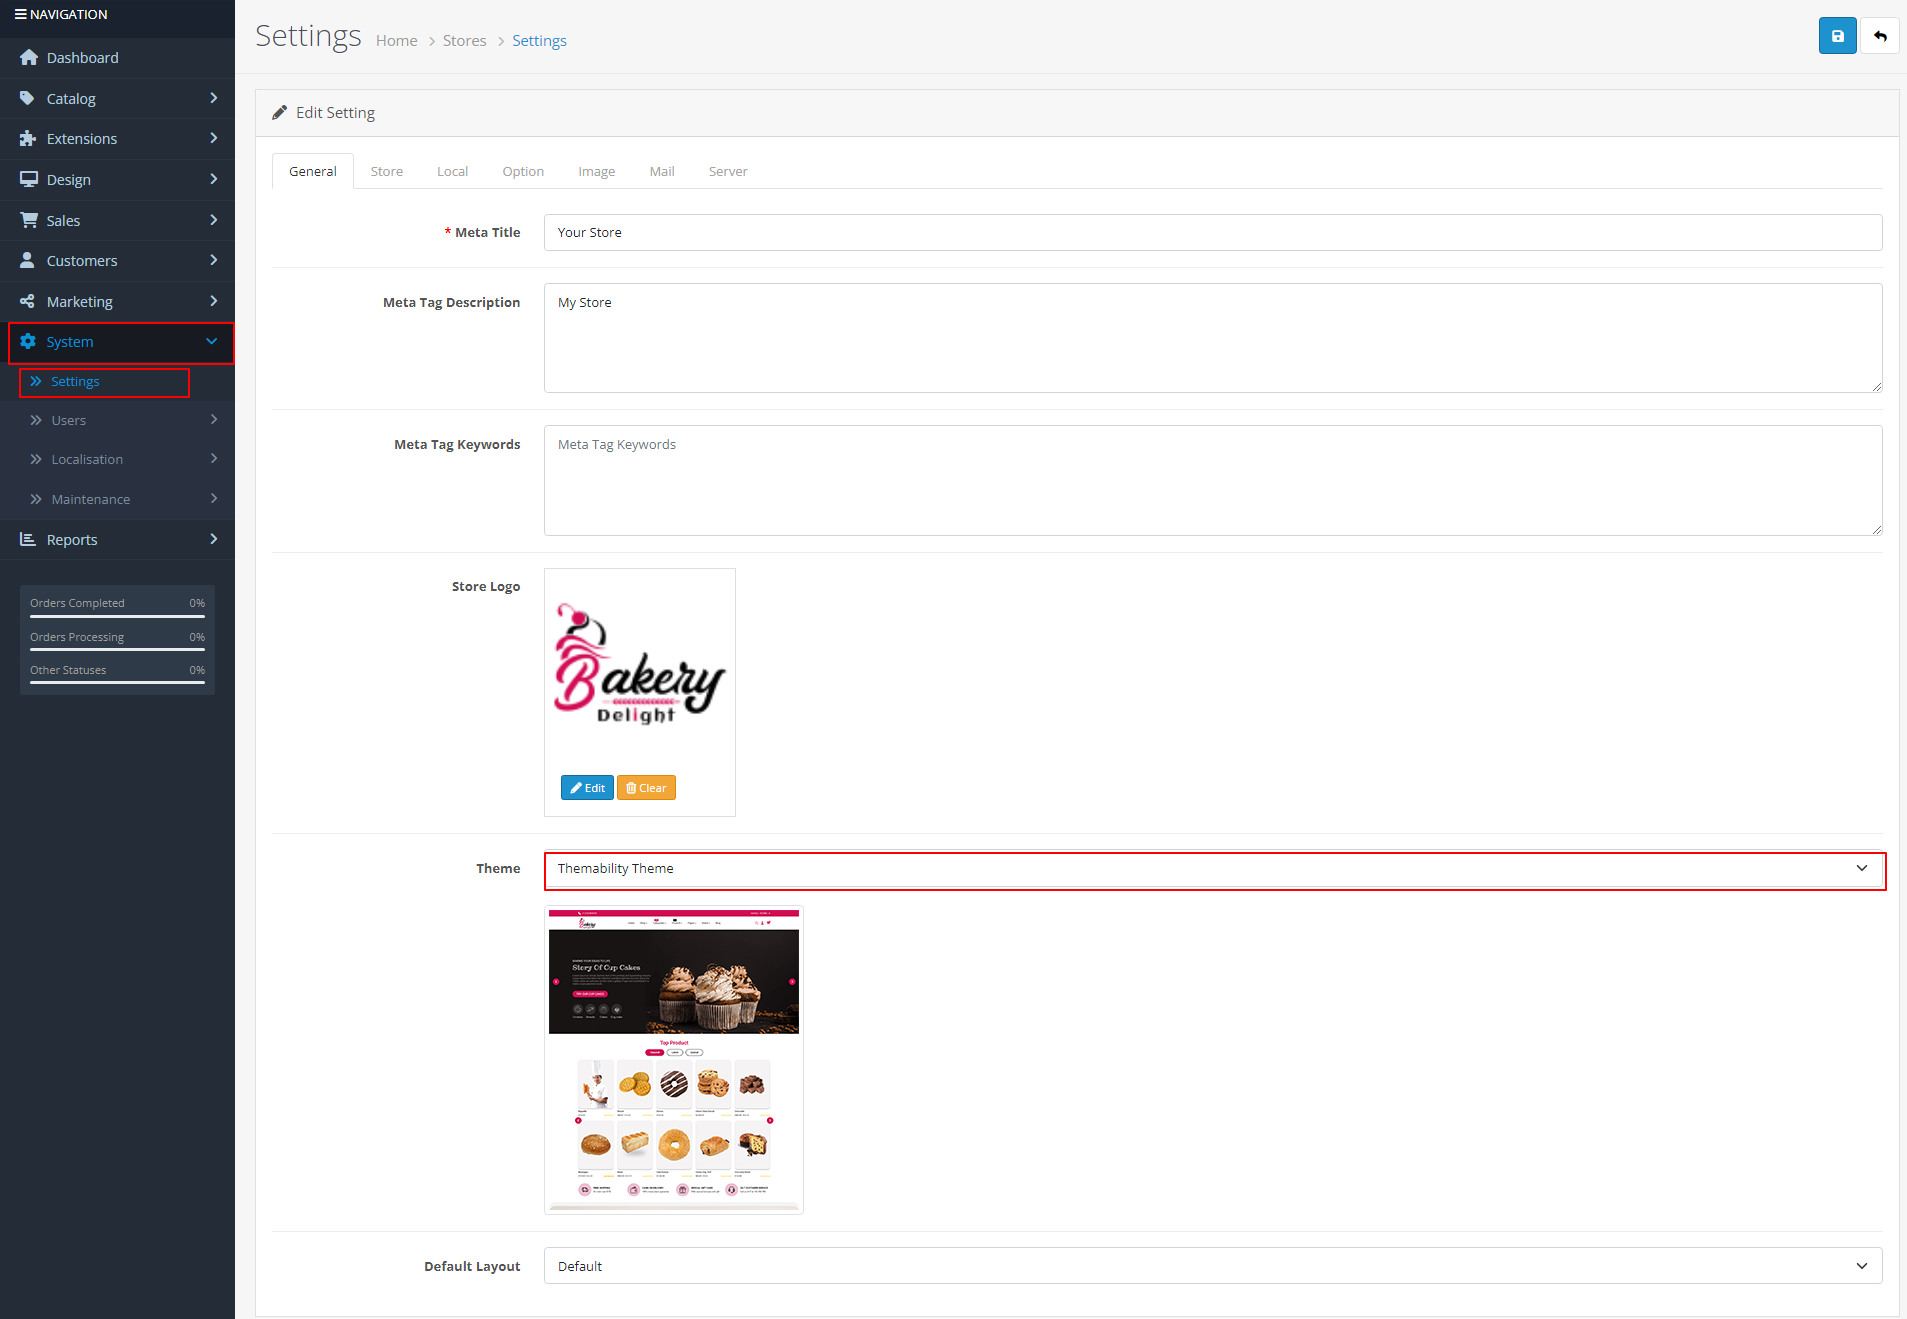 NAVIGATION
Dashboard
Catalog
Extensions
Design
Sales
Customers
Marketing
System
Settings
Users
Localisation
Maintenance
Reports
Orders Completed 0%
Orders Processing 0%
Other Statuses 0%
Settings Home > Stores > Settings
Edit Setting
General Store Local Option Image Mail Server
* Meta Title Your Store
Meta Tag Description My Store
Meta Tag Keywords Meta Tag Keywords
Store Logo
Bakery
Delight
Edit Clear
Theme Themability Theme
Bakery
Story Of Cup Cakes
Top Product
Default Layout Default